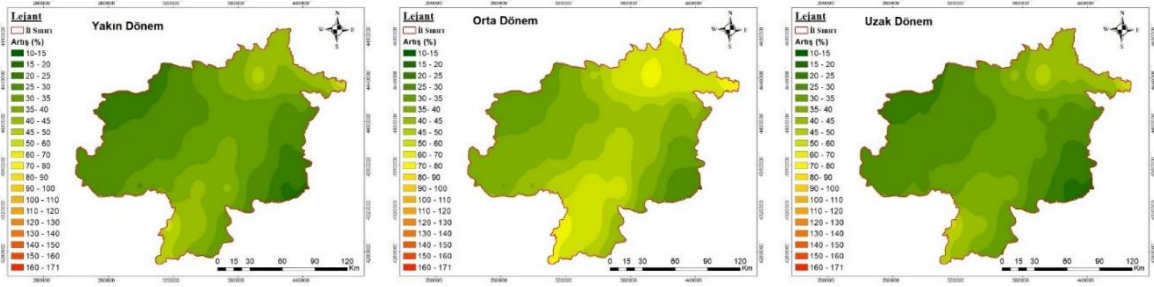 Lejant
İl Sınırı
Artış (%)
10-15
15 - 20
20 - 25
25 - 30
30 - 35
35- 40
40 - 45
45 - 50
50 - 60
60 - 70
70 - 80
80- 90
90 - 100
100 - 110
110 - 120
120 - 130
130 - 140
140 - 150
150 - 160
160 - 171
Yakın Dönem
N
W E
S
0 15 30 60 90 120
Km
Lejant
İl Sınırı
Artış (%)
10-15
15 - 20
20 - 25
25 - 30
30 - 35
35- 40
40 - 45
45 - 50
50 - 60
60 - 70
70 - 80
80- 90
90 - 100
100 - 110
110 - 120
120 - 130
130 - 140
140 - 150
150 - 160
160 - 171
Orta Dönem
N
W E
S
0 15 30 60 90 120
Km
Lejant
İl Sınırı
Artış (%)
10-15
15 - 20
20 - 25
25 - 30
30 - 35
35- 40
40 - 45
45 - 50
50 - 60
60 - 70
70 - 80
80- 90
90 - 100
100 - 110
110 - 120
120 - 130
130 - 140
140 - 150
150 - 160
160 - 171
Uzak Dönem
N
W E
S
0 15 30 60 90 120
Km